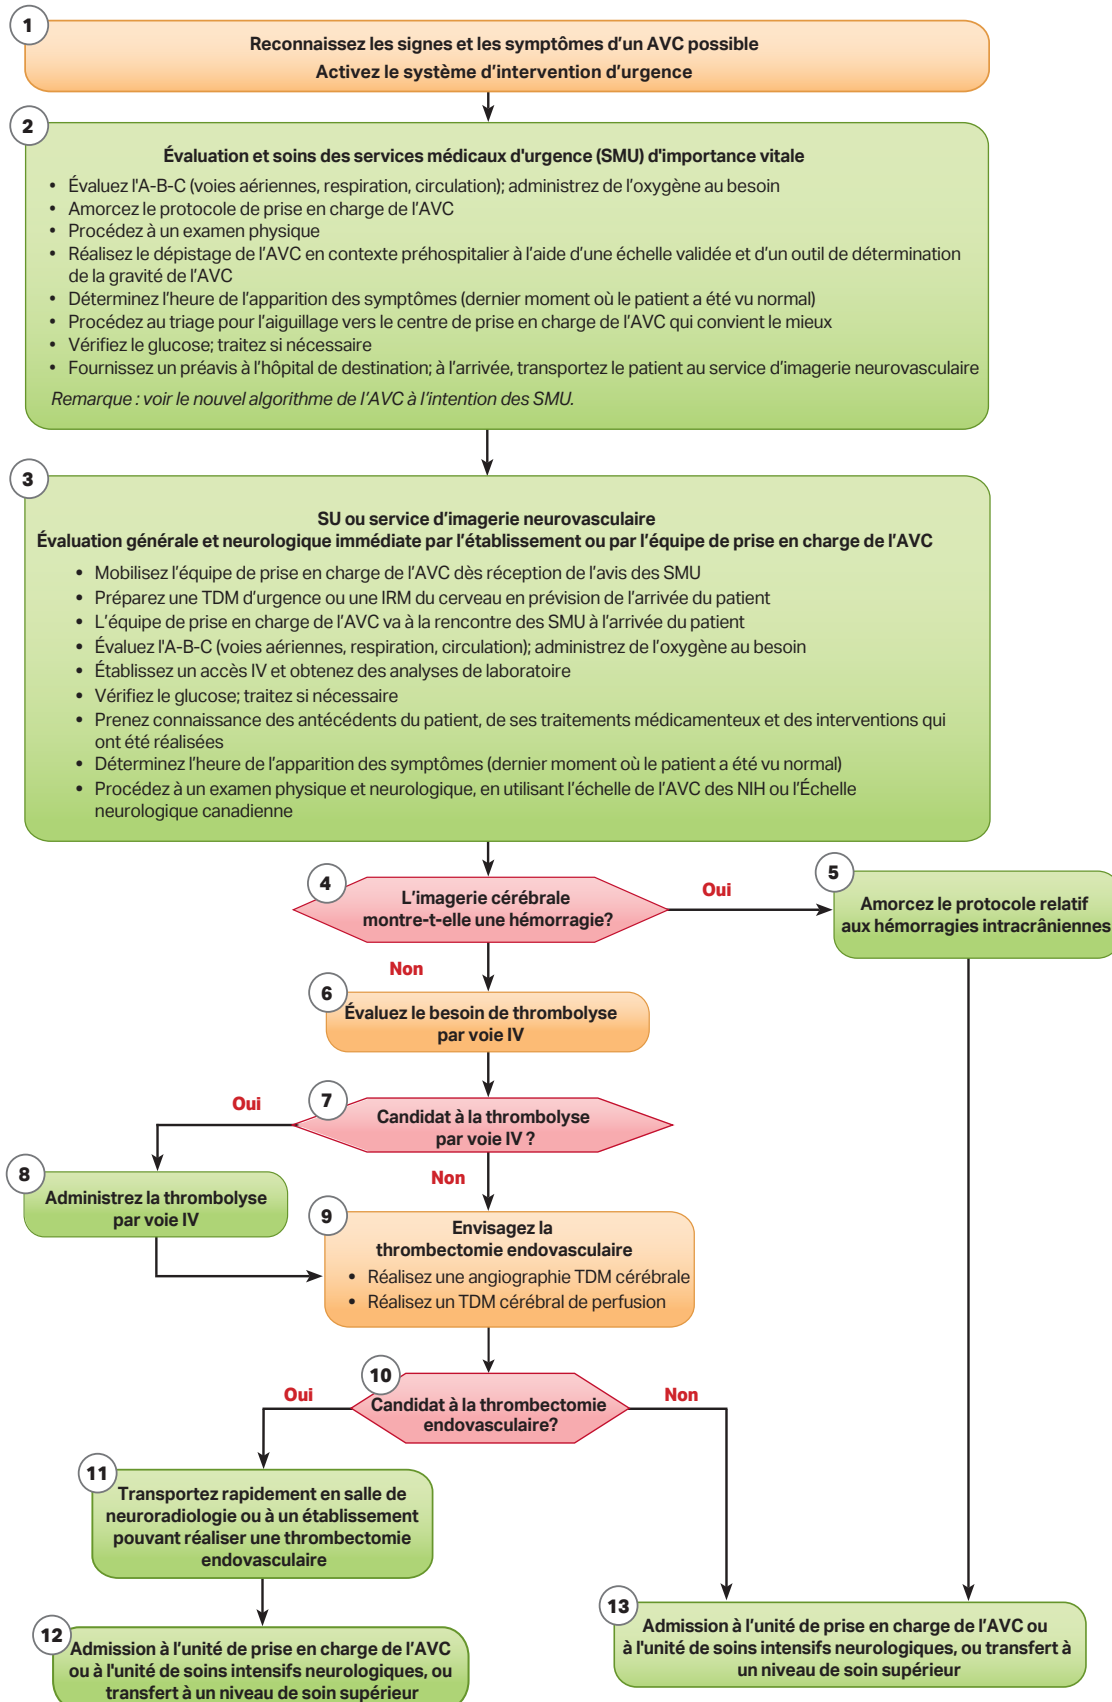 1
Reconnaissez les signes et les symptômes d'un AVC possible
Activez le système d'intervention d'urgence
2
Évaluation et soins des services médicaux d'urgence (SMU) d'importance vitale
• Évaluez l'A-B-C (voies aériennes, respiration, circulation); administrez de l'oxygène au besoin
• Amorcez le protocole de prise en charge de l'AVC
• Procédez à un examen physique
• Réalisez le dépistage de l'AVC en contexte préhospitalier à l'aide d'une échelle validée et d'un outil de détermination
de la gravité de l'AVC
• Déterminez l'heure de l'apparition des symptômes (dernier moment où le patient a été vu normal)
• Procédez au triage pour l'aiguillage vers le centre de prise en charge de l'AVC qui convient le mieux
• Vérifiez le glucose; traitez si nécessaire
• Fournissez un préavis à l'hôpital de destination; à l'arrivée, transportez le patient au service d'imagerie neurovasculaire
Remarque : voir le nouvel algorithme de l'AVC à l'intention des SMU.
3
SU ou service d'imagerie neurovasculaire
Évaluation générale et neurologique immédiate par l'établissement ou par l'équipe de prise en charge de l'AVC
• Mobilisez l'équipe de prise en charge de l'AVC dès réception de l'avis des SMU
• Préparez une TDM d'urgence ou une IRM du cerveau en prévision de l'arrivée du patient
• L'équipe de prise en charge de l'AVC va à la rencontre des SMU à l'arrivée du patient
• Évaluez l'A-B-C (voies aériennes, respiration, circulation); administrez de l'oxygène au besoin
• Établissez un accès IV et obtenez des analyses de laboratoire
• Vérifiez le glucose; traitez si nécessaire
• Prenez connaissance des antécédents du patient, de ses traitements médicamenteux et des interventions qui
ont été réalisées
• Déterminez l'heure de l'apparition des symptômes (dernier moment où le patient a été vu normal)
• Procédez à un examen physique et neurologique, en utilisant l'échelle de l'AVC des NIH ou l'Échelle
neurologique canadienne
4
L'imagerie cérébrale
montre-t-elle une hémorragie?
Oui
5
Amorcez le protocole relatif
aux hémorragies intracrâniennes
Non
6
Évaluez le besoin de thrombolyse
par voie IV
7
Candidat à la thrombolyse
par voie IV ?
Oui
8
Administrez la thrombolyse
par voie IV
Non
9
Envisagez la
thrombectomie endovasculaire
• Réalisez une angiographie TDM cérébrale
• Réalisez un TDM cérébral de perfusion
10
Candidat à la thrombectomie
endovasculaire?
Oui
Non
11
Transportez rapidement en salle de
neuroradiologie ou à un établissement
pouvant réaliser une thrombectomie
endovasculaire
12
Admission à l'unité de prise en charge de l'AVC
ou à l'unité de soins intensifs neurologiques, ou
transfert à un niveau de soin supérieur
13
Admission à l'unité de prise en charge de l'AVC ou
à l'unité de soins intensifs neurologiques, ou transfert à
un niveau de soin supérieur